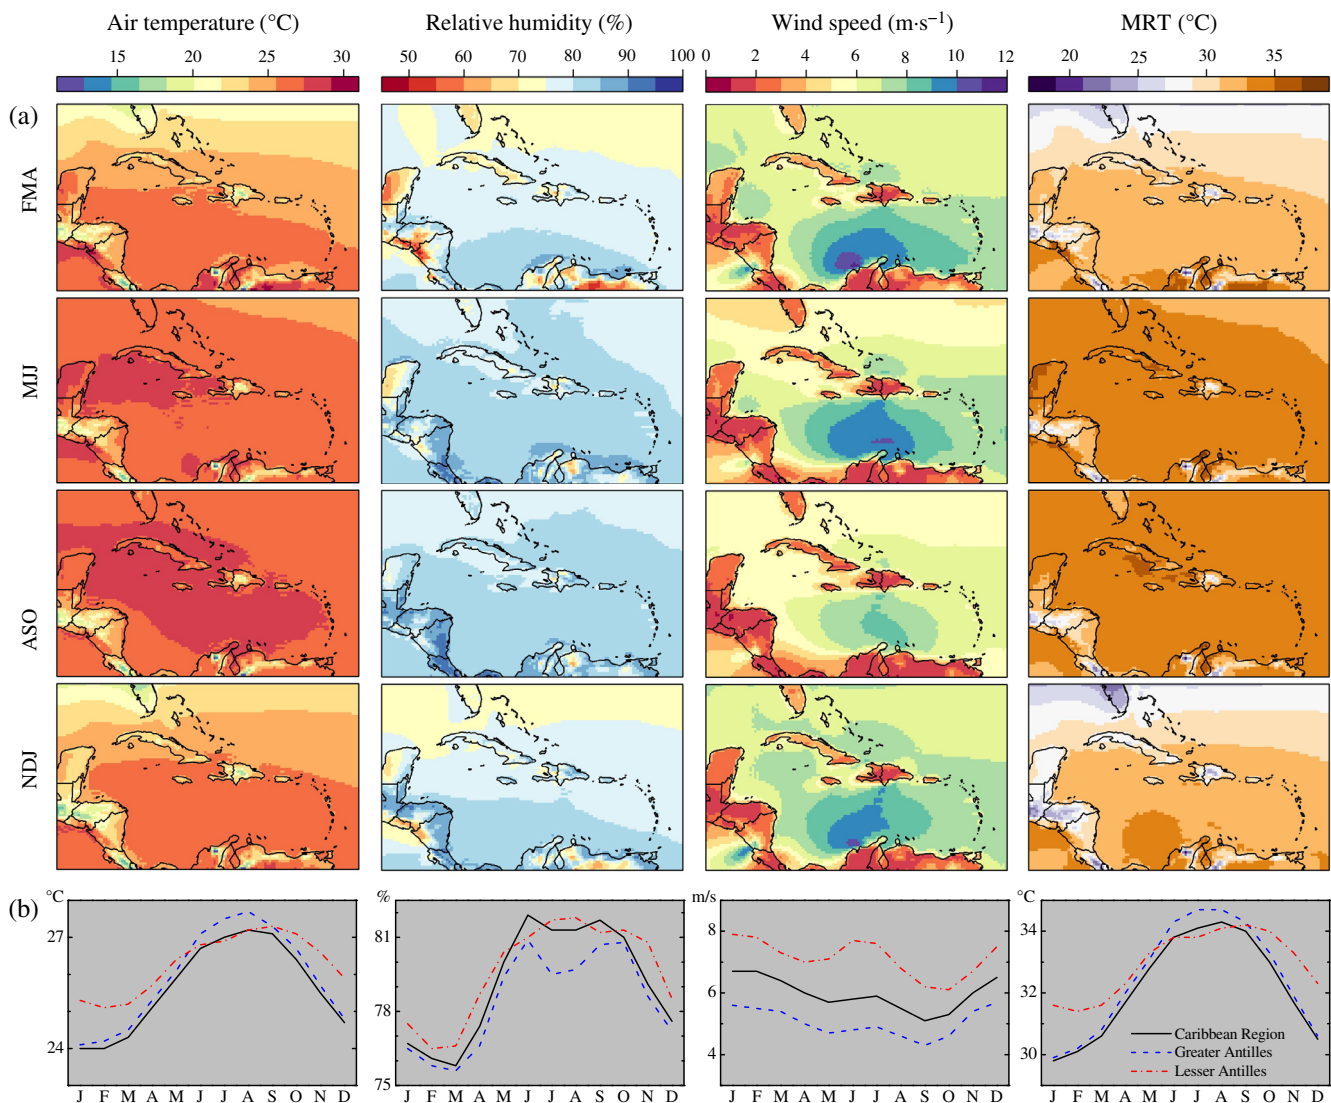 Air temperature (°C)
Relative humidity (%)
Wind speed (m·s⁻¹)
MRT (°C)
15 20 25 30
50 60 70 80 90 100
0 2 4 6 8 10 12
20 25 30 35
(a)
FMA
MJJ
ASO
NDJ
(b)
°C
27
24
J F M A M J J A S O N D
%
81
78
75
J F M A M J J A S O N D
m/s
8
6
4
J F M A M J J A S O N D
°C
34
32
30
Caribbean Region
Greater Antilles
Lesser Antilles
J F M A M J J A S O N D